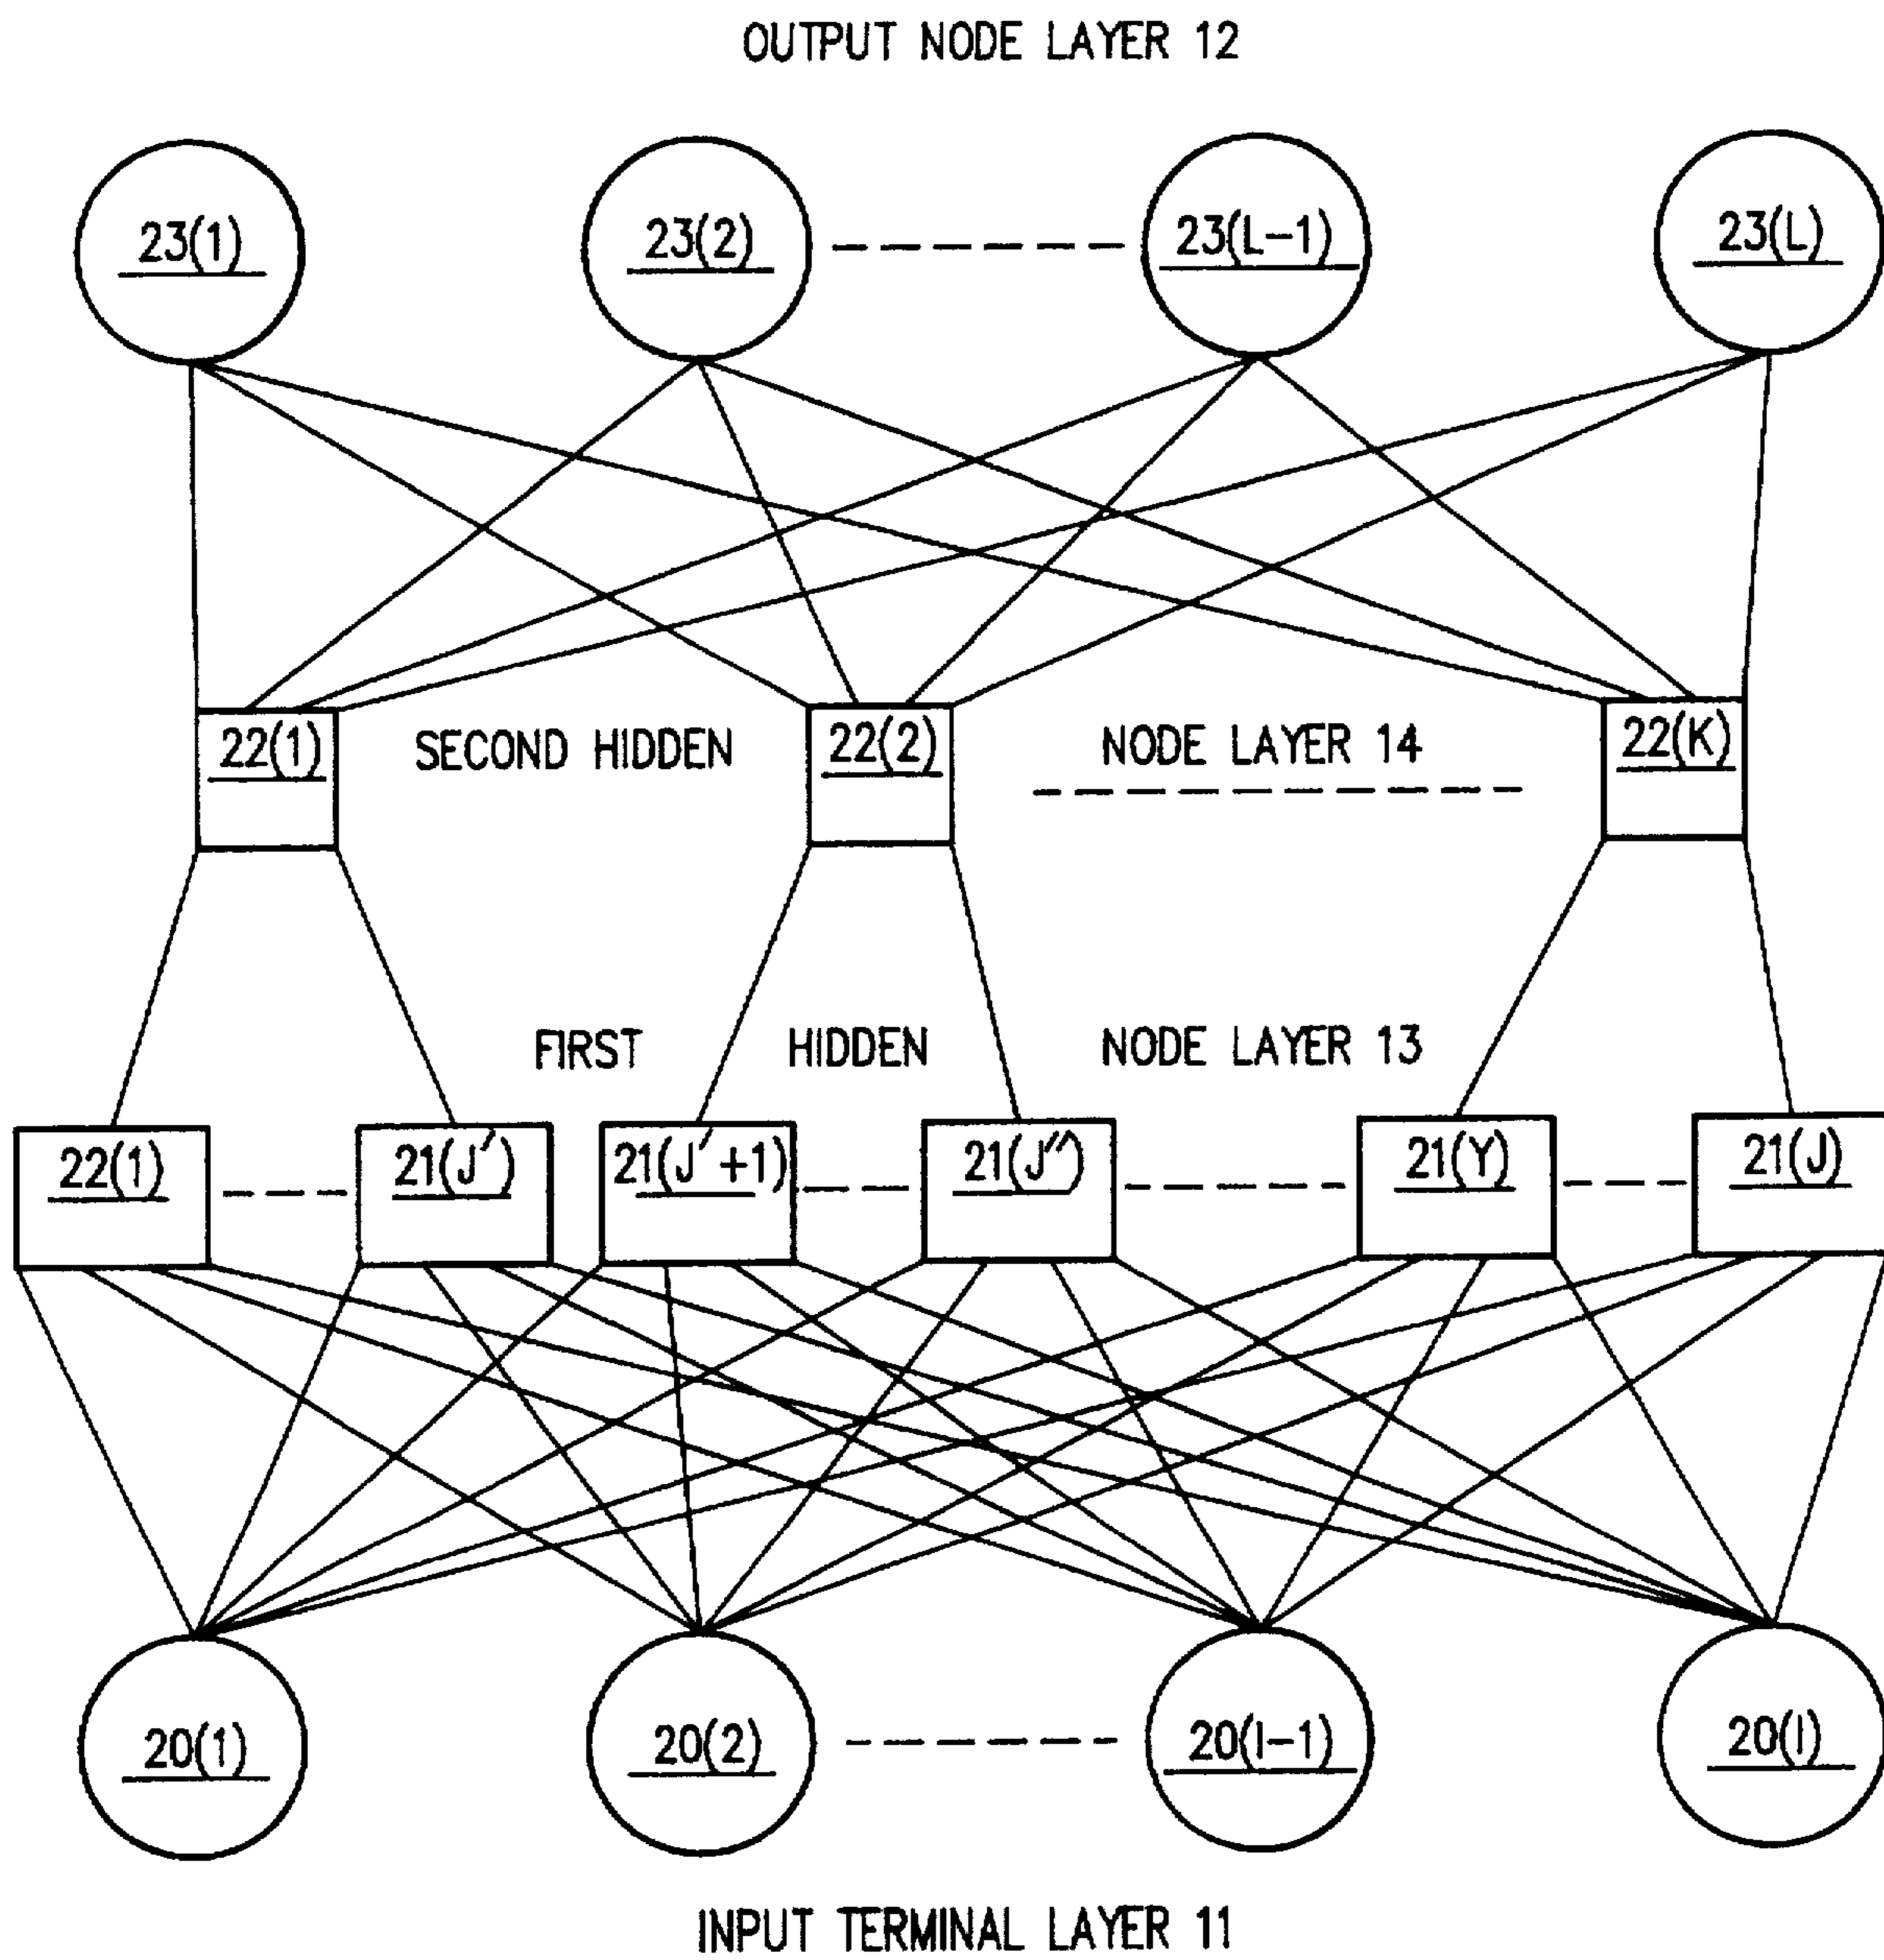 OUTPUT NODE LAYER 12
23(1) 23(2) 23(L-1) 23(L)
22(1) SECOND HIDDEN 22(2) NODE LAYER 14 22(K)
FIRST HIDDEN NODE LAYER 13
22(1) 21(J') 21(J'+1) 21(J'') 21(Y) 21(J)
20(1) 20(2) 20(I-1) 20(I)
INPUT TERMINAL LAYER 11